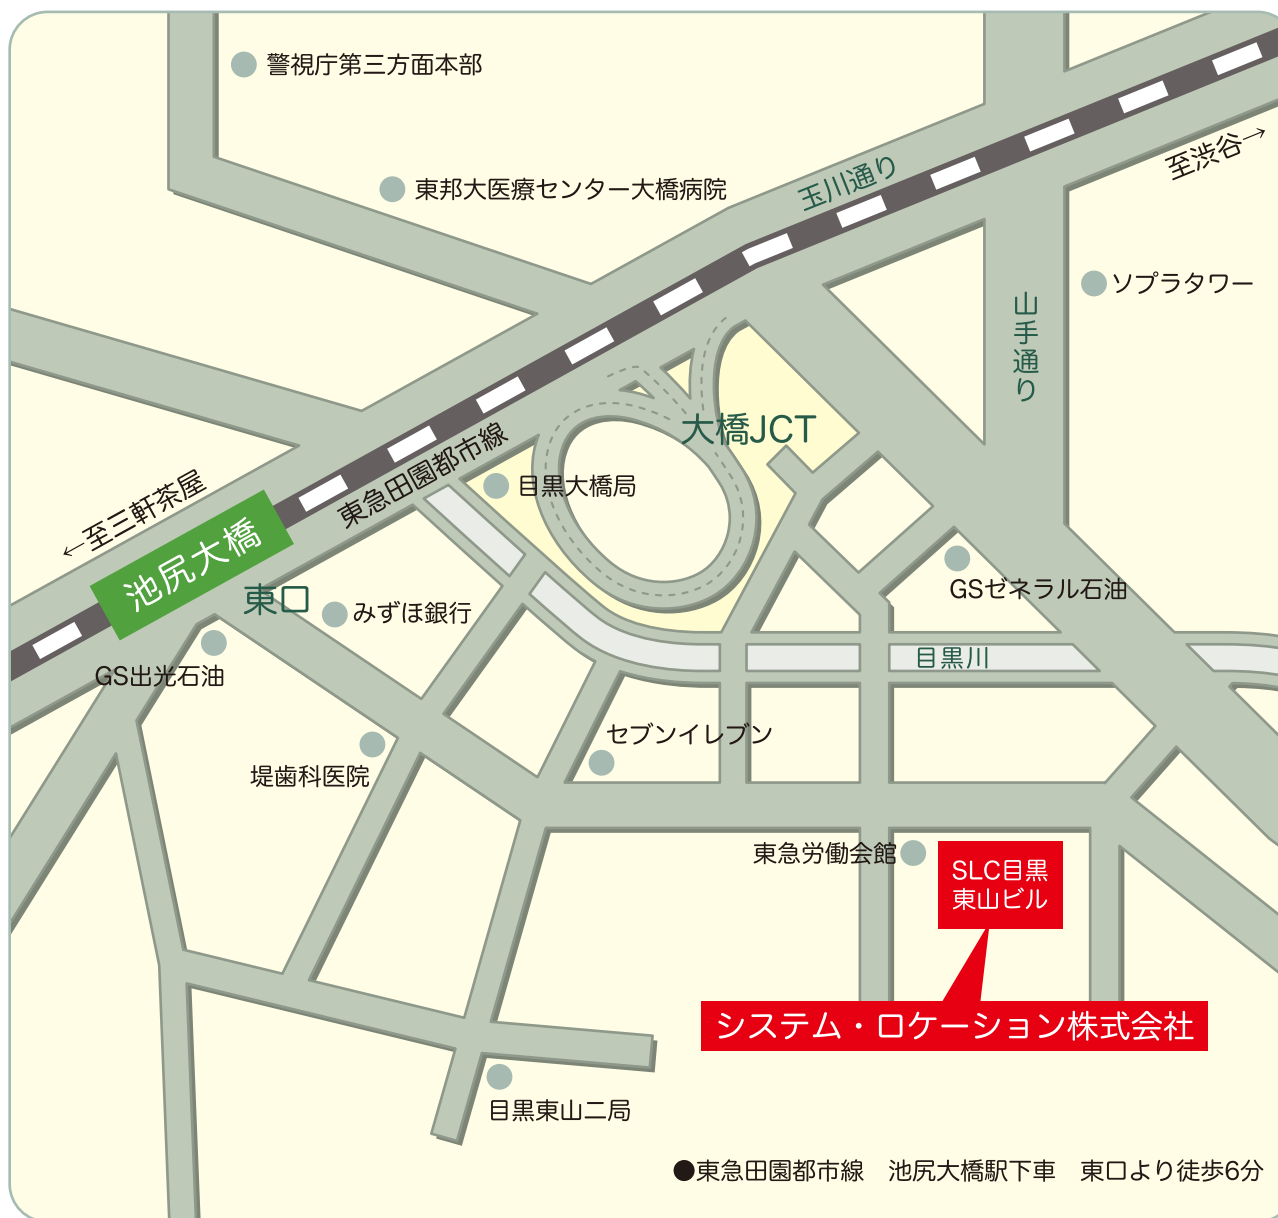 警視庁第三方面本部
東邦大医療センター大橋病院
玉川通り
至渋谷→
ソプラタワー
山手通り
大橋JCT
東急田園都市線
目黒大橋局
←至三軒茶屋
池尻大橋
東口
みずほ銀行
GSゼネラル石油
GS出光石油
目黒川
セブンイレブン
堤歯科医院
東急労働会館
SLC目黒
東山ビル
システム・ロケーション株式会社
目黒東山二局
●東急田園都市線　池尻大橋駅下車　東口より徒歩6分